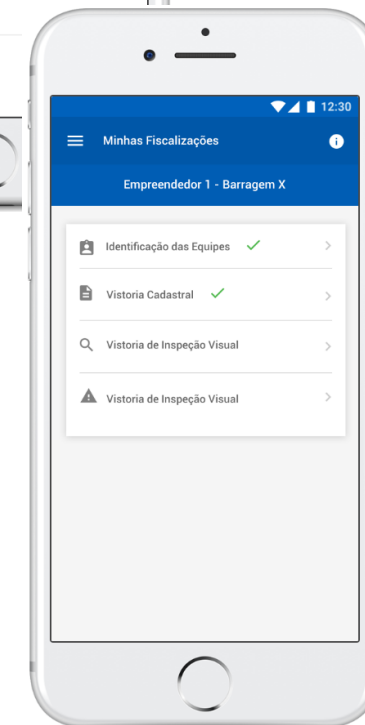 12:30
Minhas Fiscalizações
Empreendedor 1 - Barragem X
Identificação das Equipes
Vistoria Cadastral
Vistoria de Inspeção Visual
Vistoria de Inspeção Visual